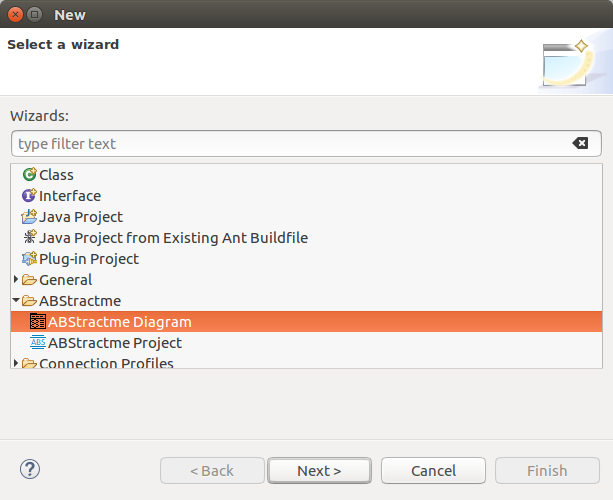 New
Select a wizard
Wizards:
type filter text
Class
Interface
Java Project
Java Project from Existing Ant Buildfile
Plug-in Project
General
ABStractme
ABStractme Diagram
ABS ABStractme Project
Connection Profiles
? < Back Next > Cancel Finish